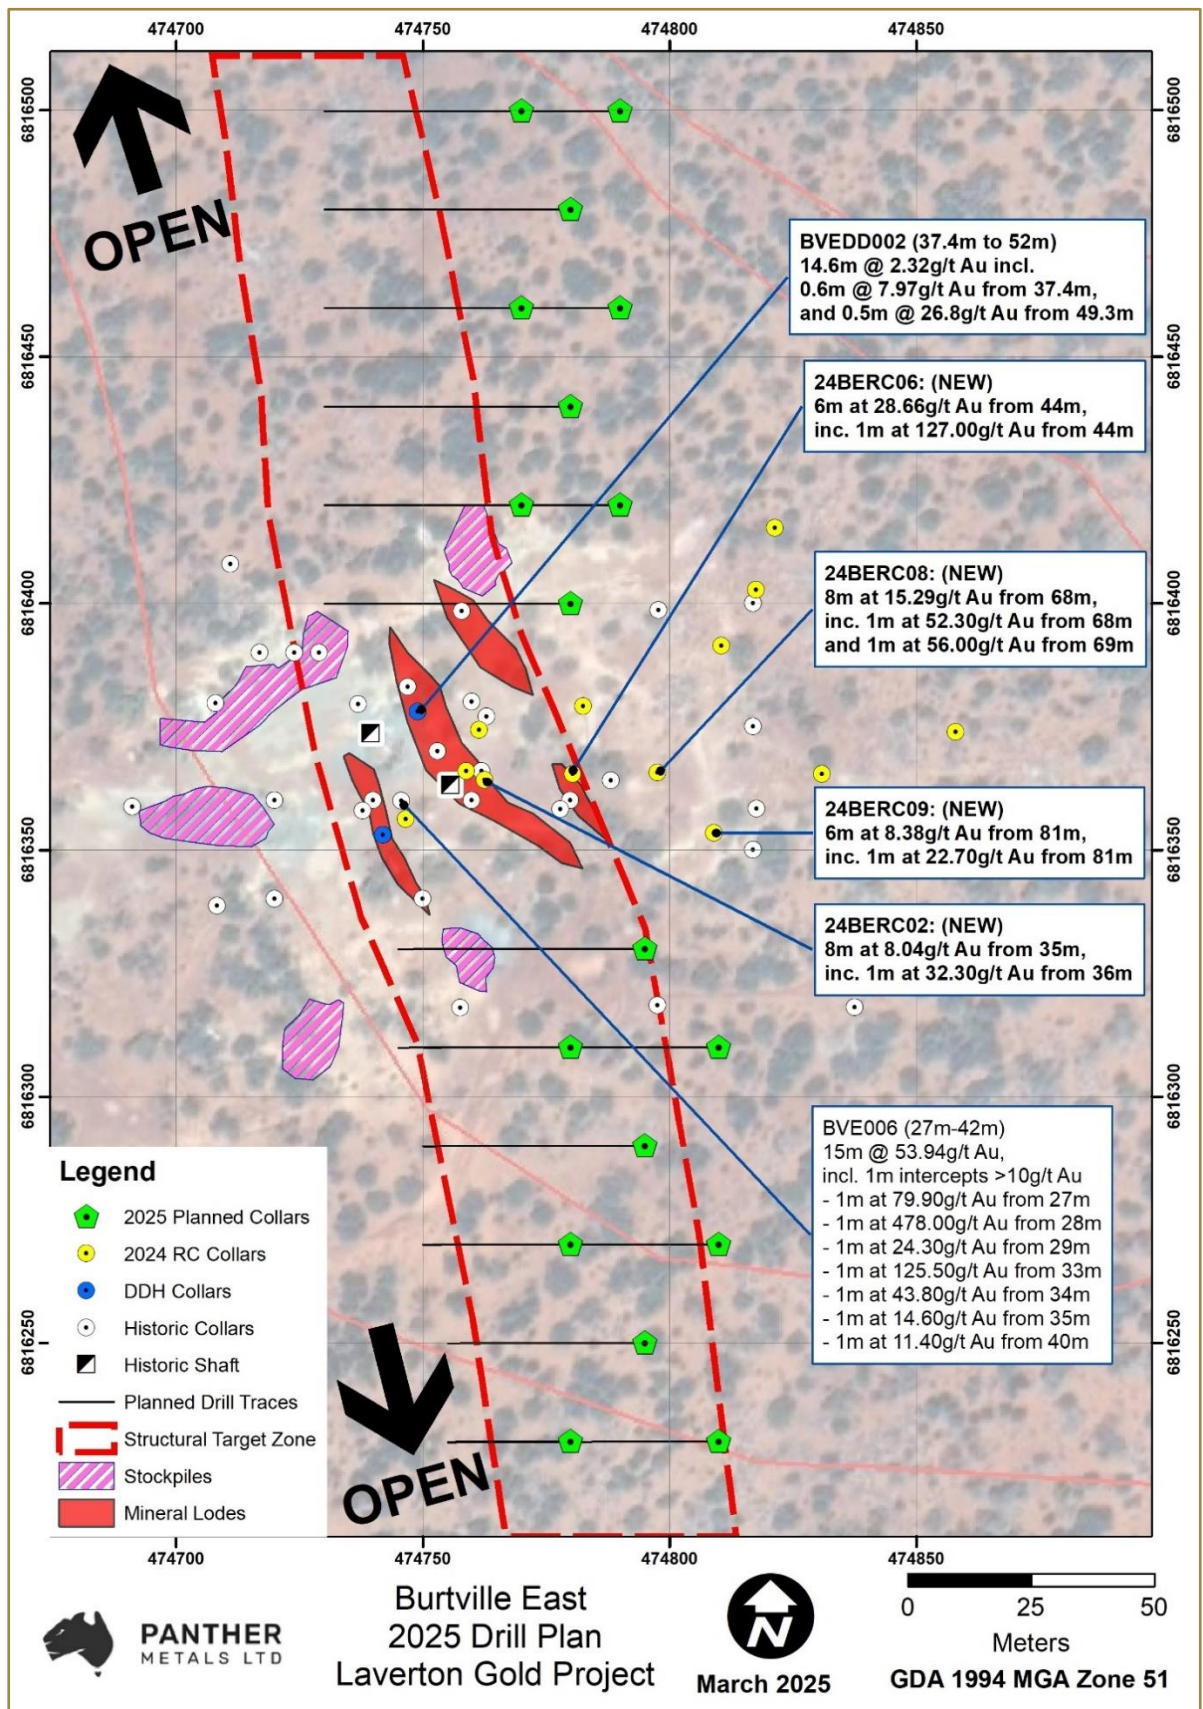 474700
474750
474800
474850
6816500
6816500
OPEN
BVEDD002 (37.4m to 52m)
14.6m @ 2.32g/t Au incl.
0.6m @ 7.97g/t Au from 37.4m,
and 0.5m @ 26.8g/t Au from 49.3m
6816450
6816450
24BERC06: (NEW)
6m at 28.66g/t Au from 44m,
inc. 1m at 127.00g/t Au from 44m
24BERC08: (NEW)
8m at 15.29g/t Au from 68m,
inc. 1m at 52.30g/t Au from 68m
and 1m at 56.00g/t Au from 69m
6816400
6816400
24BERC09: (NEW)
6m at 8.38g/t Au from 81m,
inc. 1m at 22.70g/t Au from 81m
6816350
6816350
24BERC02: (NEW)
8m at 8.04g/t Au from 35m,
inc. 1m at 32.30g/t Au from 36m
6816300
6816300
BVE006 (27m-42m)
15m @ 53.94g/t Au,
incl. 1m intercepts >10g/t Au
- 1m at 79.90g/t Au from 27m
- 1m at 478.00g/t Au from 28m
- 1m at 24.30g/t Au from 29m
- 1m at 125.50g/t Au from 33m
- 1m at 43.80g/t Au from 34m
- 1m at 14.60g/t Au from 35m
- 1m at 11.40g/t Au from 40m
6816250
6816250
Legend
2025 Planned Collars
2024 RC Collars
DDH Collars
Historic Collars
Historic Shaft
Planned Drill Traces
Structural Target Zone
Stockpiles
Mineral Lodes
OPEN
474700
474750
474800
474850
PANTHER
METALS LTD
Burtville East
2025 Drill Plan
Laverton Gold Project
N
March 2025
0 25 50
Meters
GDA 1994 MGA Zone 51